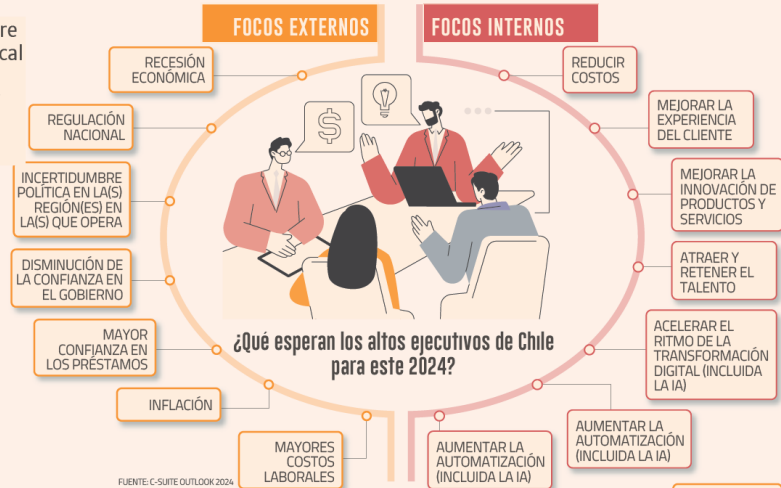 re
cal
FOCOS EXTERNOS
FOCOS INTERNOS
RECESIÓN
ECONÓMICA
REGULACIÓN
NACIONAL
INCERTIDUMBRE
POLÍTICA EN LA(S)
REGIÓN(ES) EN
LA(S) QUE OPERA
DISMINUCIÓN DE
LA CONFIANZA EN
EL GOBIERNO
MAYOR
CONFIANZA EN
LOS PRÉSTAMOS
INFLACIÓN
MAYORES
COSTOS
LABORALES
REDUCIR
COSTOS
MEJORAR LA
EXPERIENCIA
DEL CLIENTE
MEJORAR LA
INNOVACIÓN DE
PRODUCTOS Y
SERVICIOS
ATRAER Y
RETENER EL
TALENTO
ACELERAR EL
RITMO DE LA
TRANSFORMACIÓN
DIGITAL (INCLUIDA
LA IA)
AUMENTAR LA
AUTOMATIZACIÓN
(INCLUIDA LA IA)
AUMENTAR LA
AUTOMATIZACIÓN
(INCLUIDA LA IA)
$
¿Qué esperan los altos ejecutivos de Chile
para este 2024?
FUENTE: C-SUITE OUTLOOK 2024